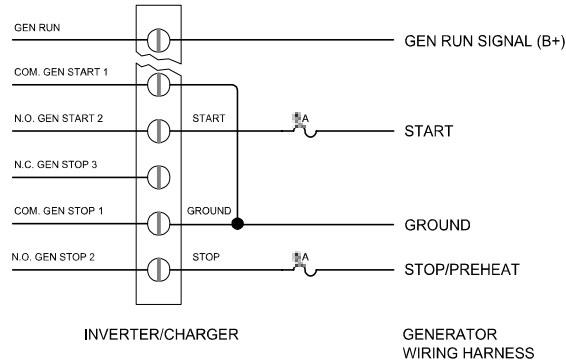 GEN RUN
GEN RUN SIGNAL (B+)
COM. GEN START 1
N.O. GEN START 2
START
A
START
N.C. GEN STOP 3
COM. GEN STOP 1
GROUND
GROUND
N.O. GEN STOP 2
STOP
A
STOP/PREHEAT
INVERTER/CHARGER
GENERATOR
WIRING HARNESS